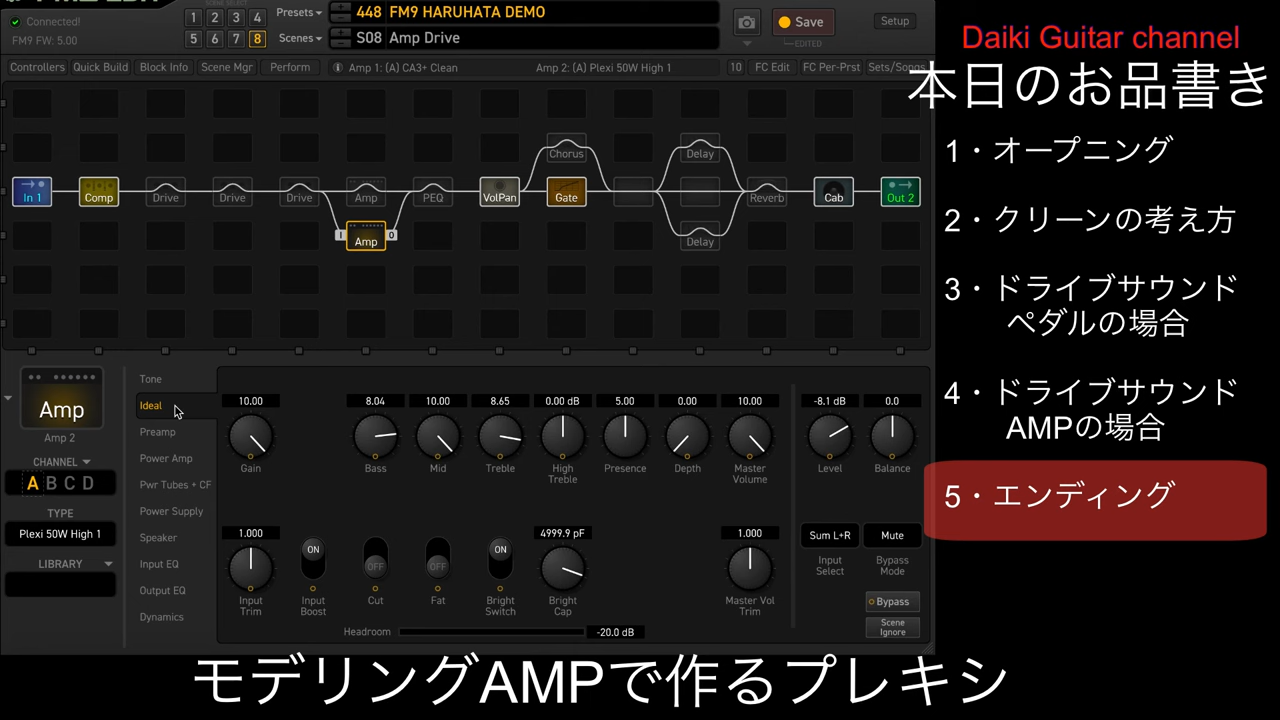 Connected!
FM9 FW: 5.00
1 2 3 4
5 6 7 8
Presets
448 FM9 HARUHATA DEMO
Scenes
S08 Amp Drive
Save
EDITED
Setup
Controllers Quick Build Block Info Scene Mgr Perform
Amp 1: (A) CA3+ Clean
Amp 2: (A) Plexi 50W High 1
10 FC Edit FC Per-Prst Sets/Songs
Chorus Delay
In 1 Comp Drive Drive Drive Amp PEQ VolPan Gate Reverb Cab Out 2
I Amp O Delay
Amp
Amp 2
CHANNEL
A B C D
TYPE
Plexi 50W High 1
LIBRARY
Tone
Ideal
Preamp
Power Amp
Pwr Tubes + CF
Power Supply
Speaker
Input EQ
Output EQ
Dynamics
10.00 8.04 10.00 8.65 0.00 dB 5.00 0.00 10.00 -8.1 dB 0.0
Gain Bass Mid Treble High Treble Presence Depth Master Volume Level Balance
1.000 ON OFF OFF ON 4999.9 pF 1.000
Input Trim Input Boost Cut Fat Bright Switch Bright Cap Master Vol Trim
Sum L+R Mute
Input Select Bypass Mode
Bypass
Scene Ignore
Headroom -20.0 dB
Daiki Guitar channel
本日のお品書き
1・オープニング
2・クリーンの考え方
3・ドライブサウンド
ペダルの場合
4・ドライブサウンド
AMPの場合
5・エンディング
モデリングAMPで作るプレキシ